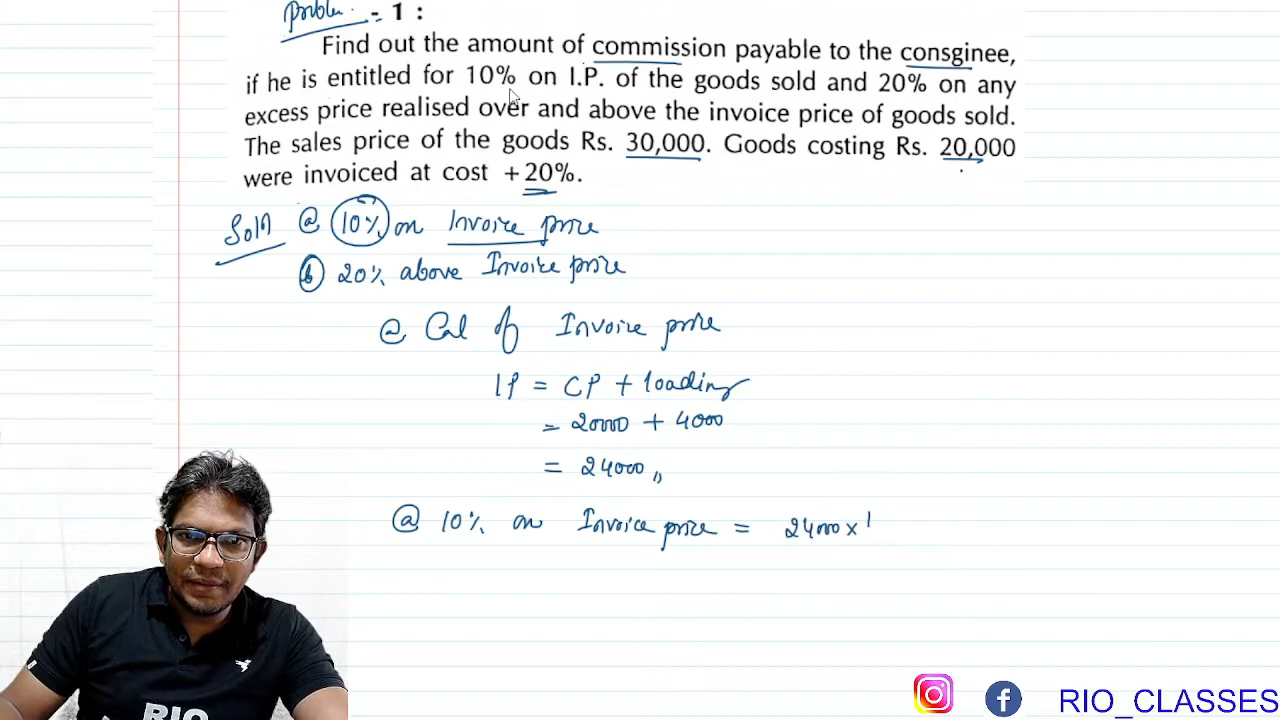 Problem. - 1 :
Find out the amount of commission payable to the consginee,
if he is entitled for 10% on I.P. of the goods sold and 20% on any
excess price realised over and above the invoice price of goods sold.
The sales price of the goods Rs. 30,000. Goods costing Rs. 20,000
were invoiced at cost + 20%.
Soln @ 10% on Invoice price
(b) 20% above Invoice price
@ Cal of Invoice price
IP = CP + loading
= 20000 + 4000
= 24000
@ 10% on Invoice price = 24000 x 1
RIO
RIO_CLASSES